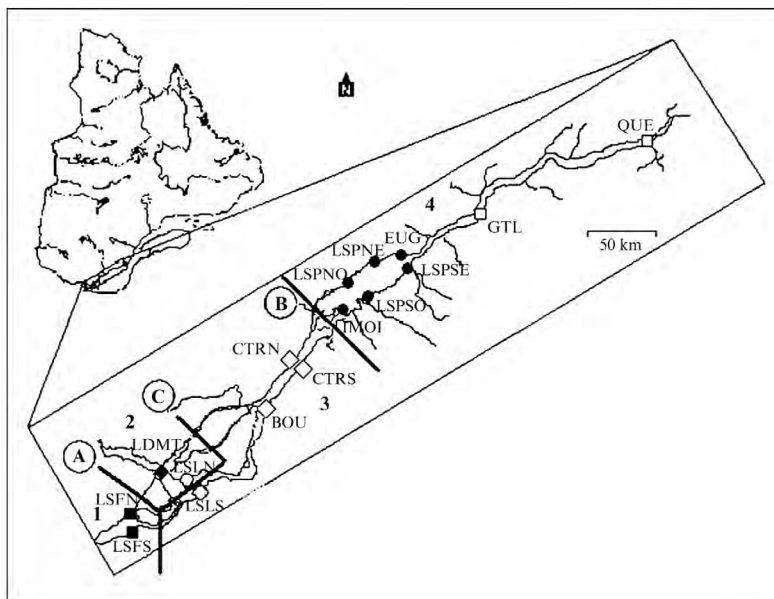 N
QUE
4
GTL
50 km
EUG
LSPNE
LSPSE
LSPNO
LSPSO
B
TIMOI
CTRN
CTRS
3
C
BOU
2
LDMT
LSLN
A
LSLS
LSFN
1
LSFS